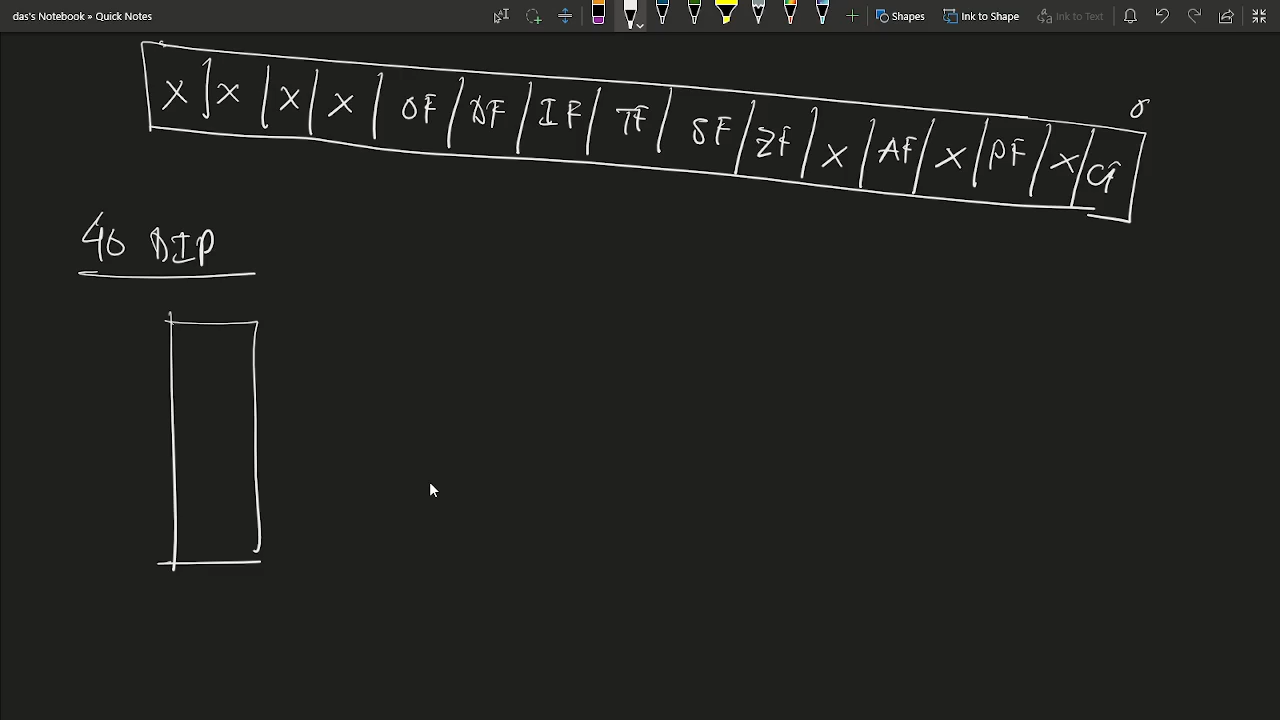 das's Notebook » Quick Notes Shapes Ink to Shape Ink to Text
0
X X X X OF DF IF TF SF ZF X AF X PF X CF
40 DIP